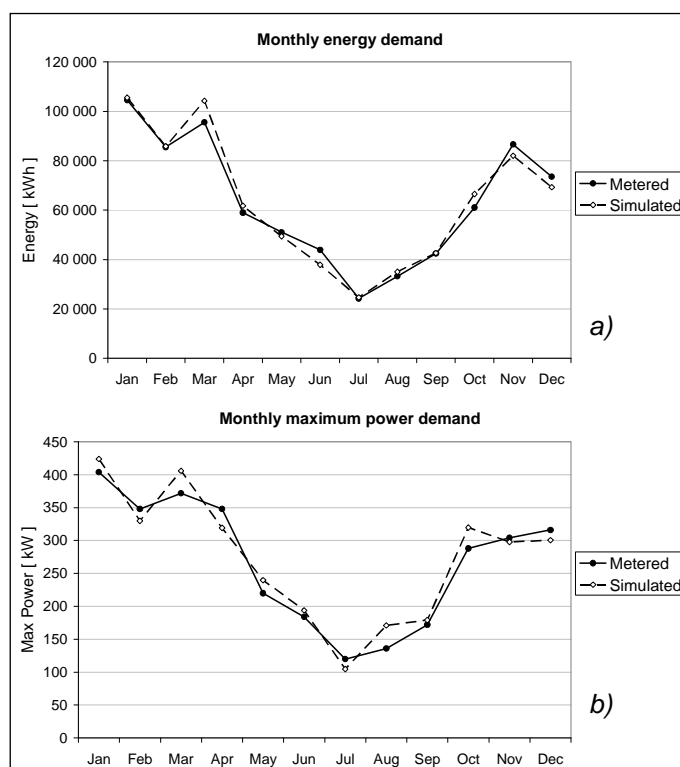 Monthly energy demand
120 000
100 000
80 000
60 000
40 000
20 000
0
Energy [ kWh ]
Jan Feb Mar Apr May Jun Jul Aug Sep Oct Nov Dec
Metered
Simulated
a)
Monthly maximum power demand
450
400
350
300
250
200
150
100
50
0
Max Power [ kW ]
Jan Feb Mar Apr May Jun Jul Aug Sep Oct Nov Dec
Metered
Simulated
b)